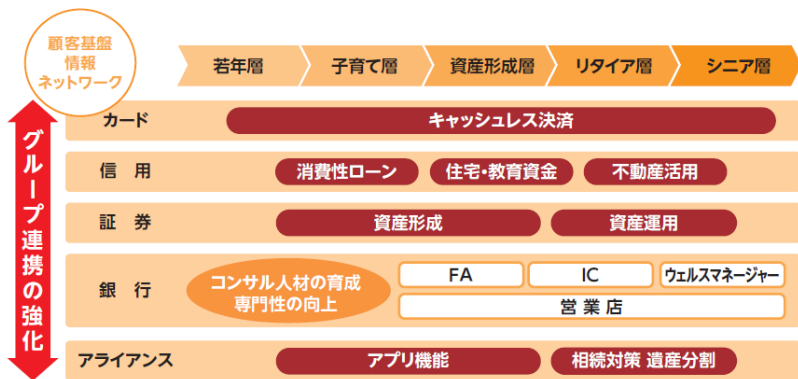 顧客基盤
情報
ネットワーク
若年層
子育て層
資産形成層
リタイア層
シニア層
グループ連携の強化
カード
キャッシュレス決済
信 用
消費性ローン
住宅・教育資金
不動産活用
証 券
資産形成
資産運用
銀 行
コンサル人材の育成
専門性の向上
FA
IC
ウェルスマネージャー
営業店
アライアンス
アプリ機能
相続対策 遺産分割